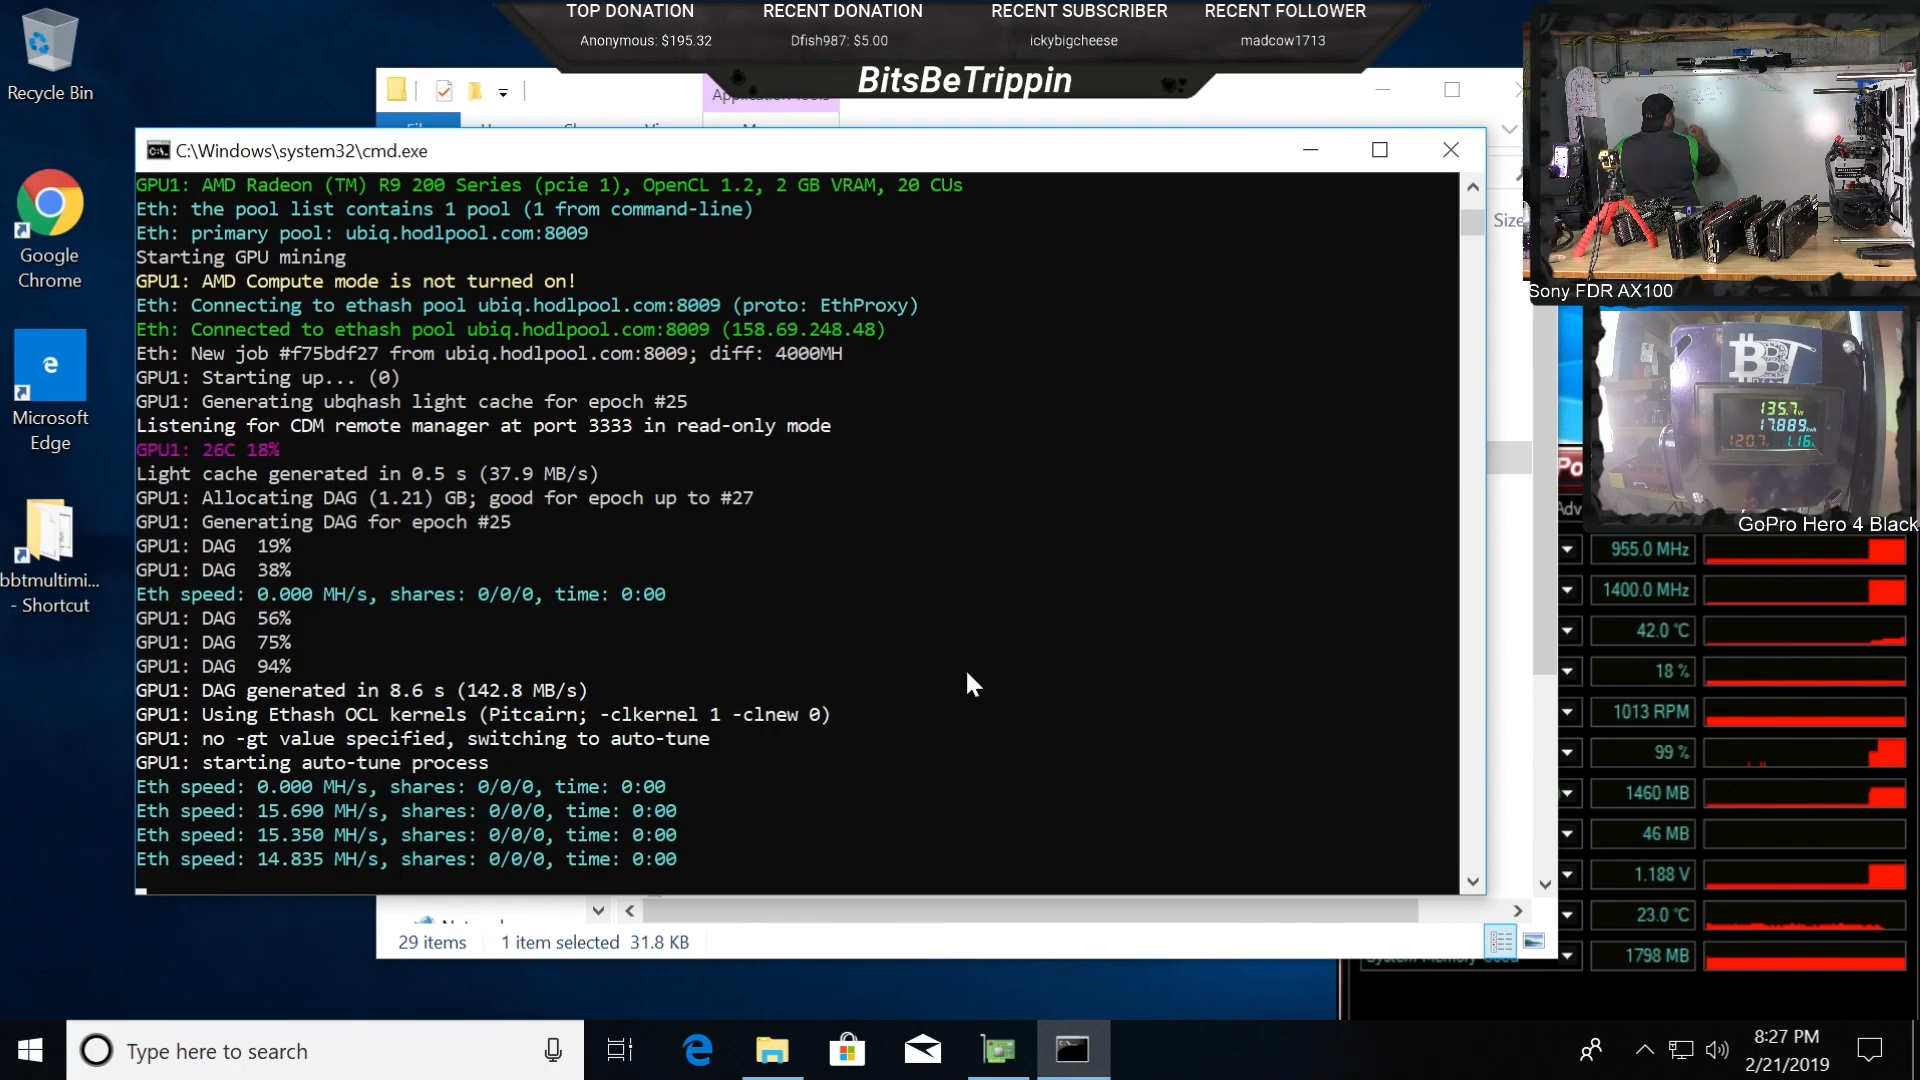 TOP DONATION
RECENT DONATION
RECENT SUBSCRIBER
RECENT FOLLOWER
Anonymous: $195.32
Dfish987: $5.00
ickybigcheese
madcow1713
BitsBeTrippin
Recycle Bin
Google
Chrome
Microsoft
Edge
bbtmultimi...
- Shortcut
C:\Windows\system32\cmd.exe
GPU1: AMD Radeon (TM) R9 200 Series (pcie 1), OpenCL 1.2, 2 GB VRAM, 20 CUs
Eth: the pool list contains 1 pool (1 from command-line)
Eth: primary pool: ubiq.hodlpool.com:8009
Starting GPU mining
GPU1: AMD Compute mode is not turned on!
Eth: Connecting to ethash pool ubiq.hodlpool.com:8009 (proto: EthProxy)
Eth: Connected to ethash pool ubiq.hodlpool.com:8009 (158.69.248.48)
Eth: New job #f75bdf27 from ubiq.hodlpool.com:8009; diff: 4000MH
GPU1: Starting up... (0)
GPU1: Generating ubqhash light cache for epoch #25
Listening for CDM remote manager at port 3333 in read-only mode
GPU1: 26C 18%
Light cache generated in 0.5 s (37.9 MB/s)
GPU1: Allocating DAG (1.21) GB; good for epoch up to #27
GPU1: Generating DAG for epoch #25
GPU1: DAG  19%
GPU1: DAG  38%
Eth speed: 0.000 MH/s, shares: 0/0/0, time: 0:00
GPU1: DAG  56%
GPU1: DAG  75%
GPU1: DAG  94%
GPU1: DAG generated in 8.6 s (142.8 MB/s)
GPU1: Using Ethash OCL kernels (Pitcairn; -clkernel 1 -clnew 0)
GPU1: no -gt value specified, switching to auto-tune
GPU1: starting auto-tune process
Eth speed: 0.000 MH/s, shares: 0/0/0, time: 0:00
Eth speed: 15.690 MH/s, shares: 0/0/0, time: 0:00
Eth speed: 15.350 MH/s, shares: 0/0/0, time: 0:00
Eth speed: 14.835 MH/s, shares: 0/0/0, time: 0:00
29 items
1 item selected 31.8 KB
Size
Sony FDR AX100
135.7
17.889
120.7
1.16
GoPro Hero 4 Black
Adv
955.0 MHz
1400.0 MHz
42.0 °C
18 %
1013 RPM
99 %
1460 MB
46 MB
1.188 V
23.0 °C
1798 MB
Type here to search
8:27 PM
2/21/2019